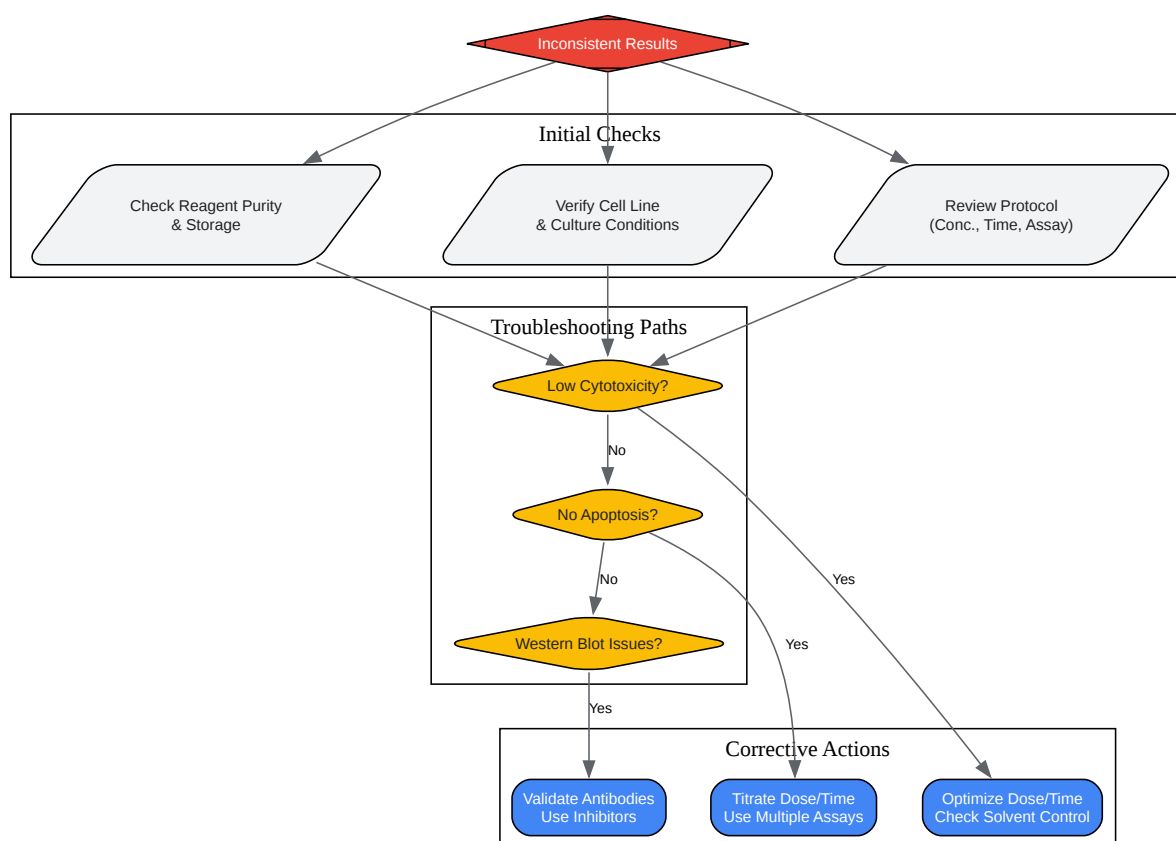 Inconsistent Results
Initial Checks
Check Reagent Purity
& Storage
Verify Cell Line
& Culture Conditions
Review Protocol
(Conc., Time, Assay)
Troubleshooting Paths
Low Cytotoxicity?
No
No Apoptosis?
No
Yes
Western Blot Issues?
Yes
Yes
Corrective Actions
Validate Antibodies
Use Inhibitors
Titrate Dose/Time
Use Multiple Assays
Optimize Dose/Time
Check Solvent Control